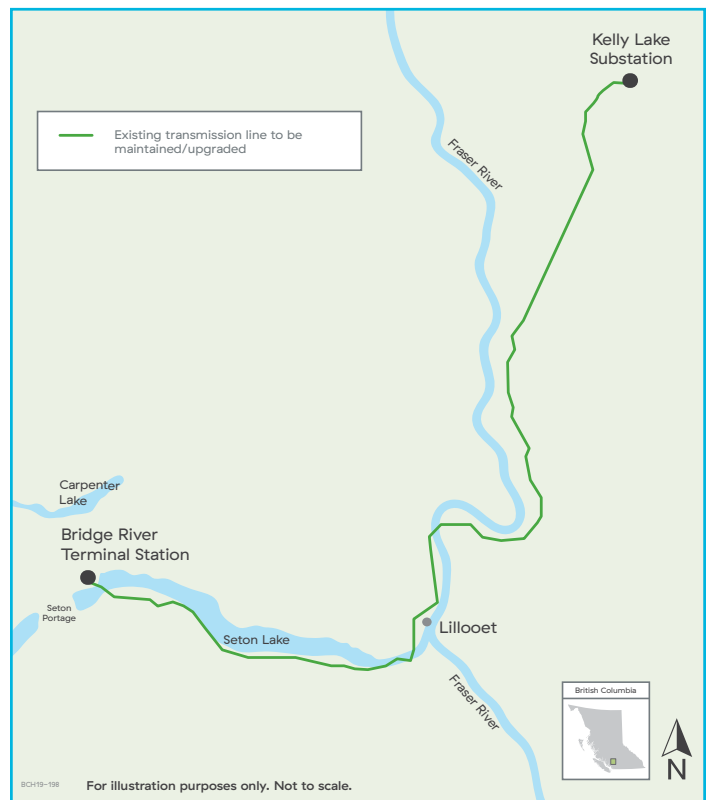 Kelly Lake
Substation
Existing transmission line to be
maintained/upgraded
Fraser River
Carpenter
Lake
Bridge River
Terminal Station
Seton
Portage
Seton Lake
Lillooet
Fraser River
British Columbia
N
BCH19-198
For illustration purposes only. Not to scale.